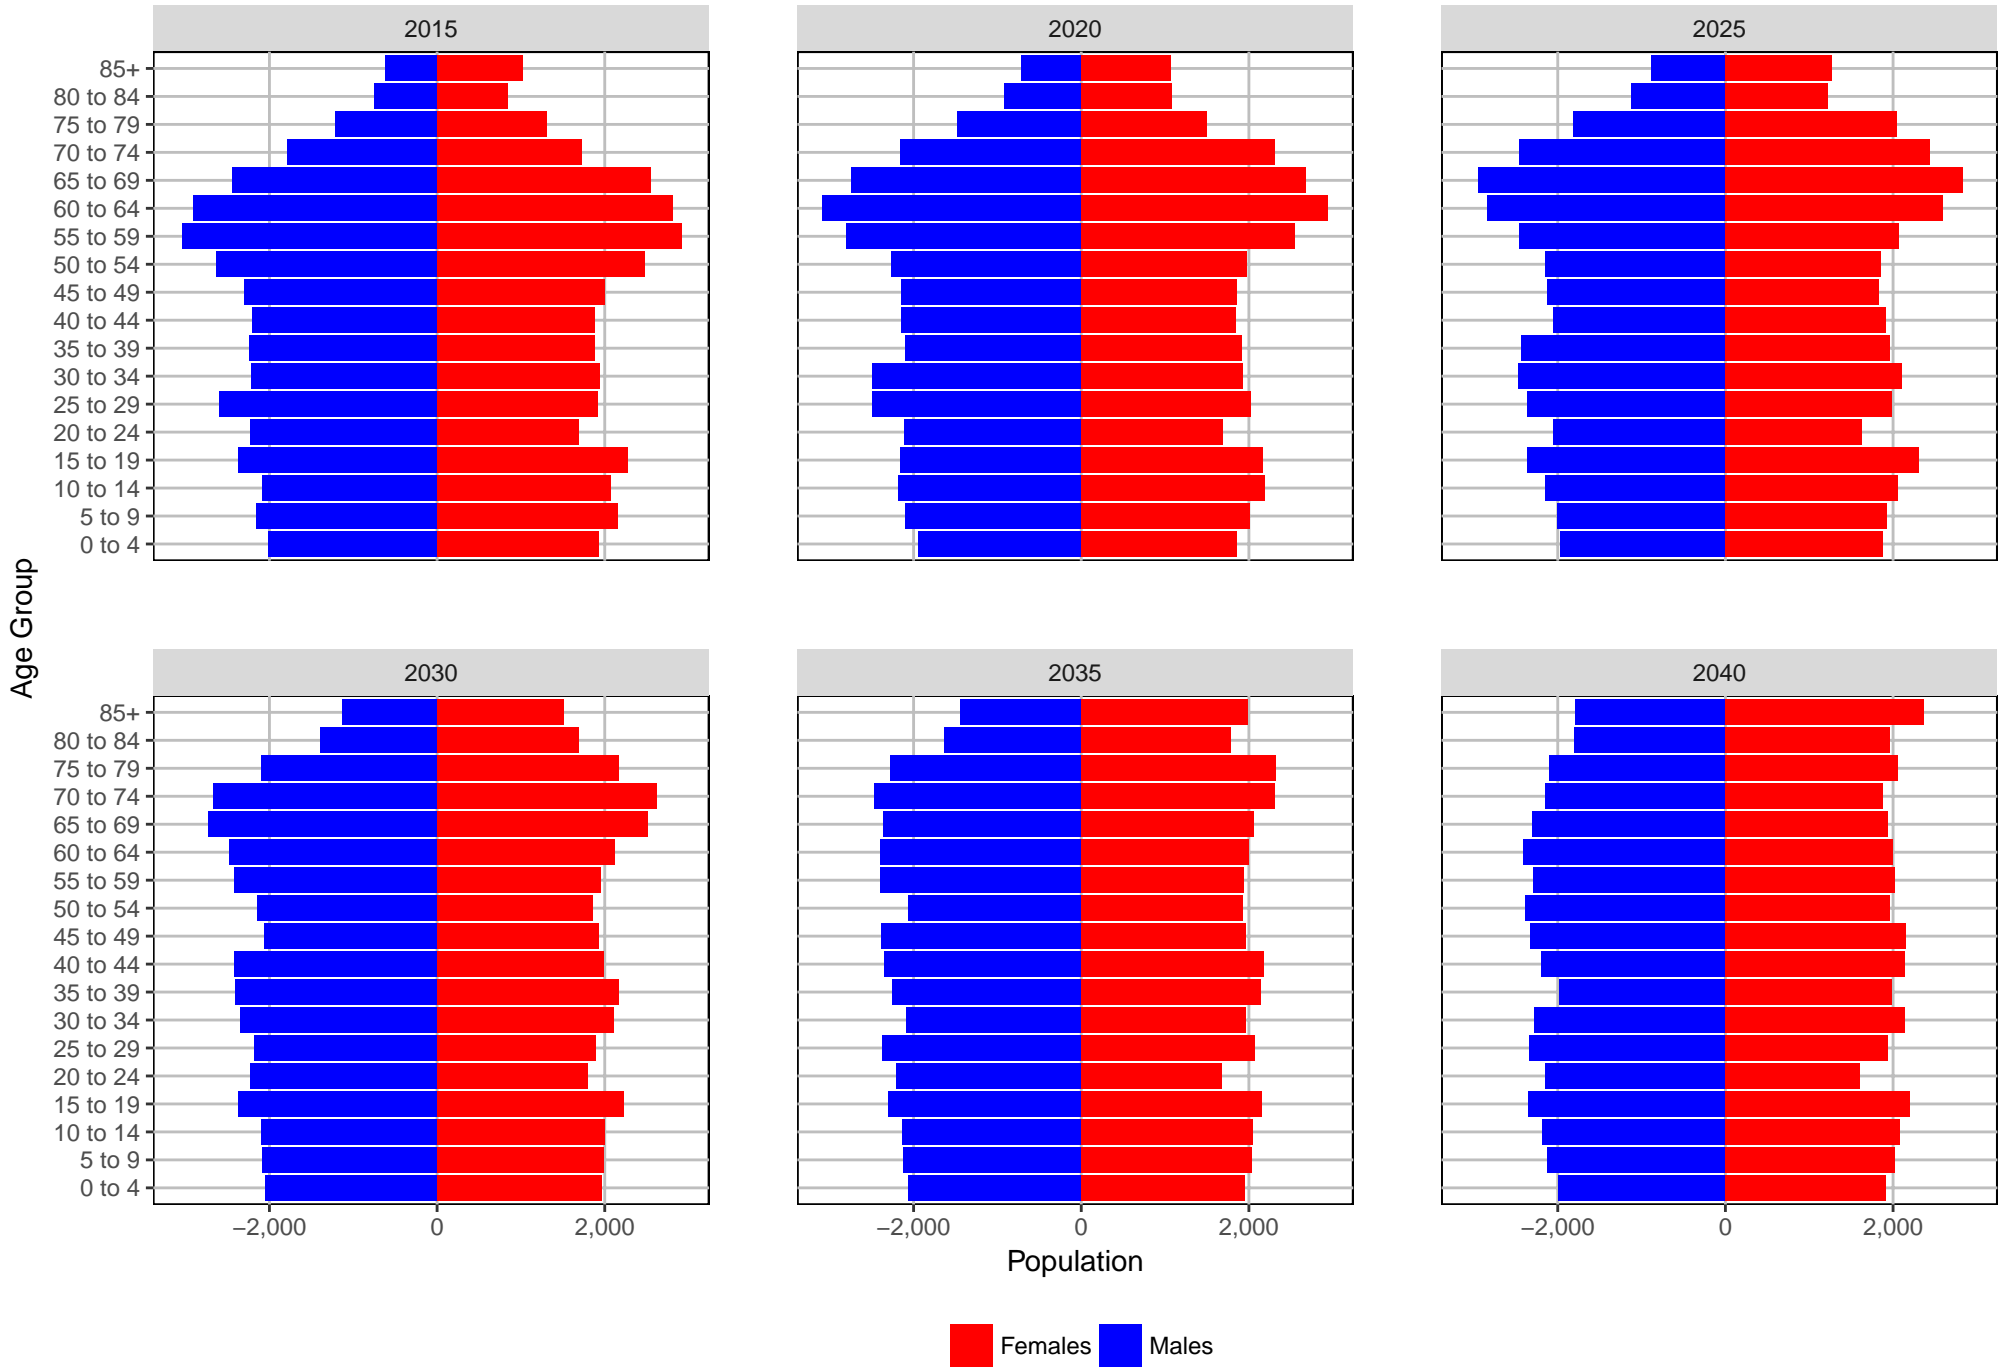 2015
2020
2025
85+
80 to 84
75 to 79
70 to 74
65 to 69
60 to 64
55 to 59
50 to 54
45 to 49
40 to 44
35 to 39
30 to 34
25 to 29
20 to 24
15 to 19
10 to 14
5 to 9
0 to 4
Age Group
2030
2035
2040
85+
80 to 84
75 to 79
70 to 74
65 to 69
60 to 64
55 to 59
50 to 54
45 to 49
40 to 44
35 to 39
30 to 34
25 to 29
20 to 24
15 to 19
10 to 14
5 to 9
0 to 4
−2,000 0 2,000
−2,000 0 2,000
−2,000 0 2,000
Population
Females Males